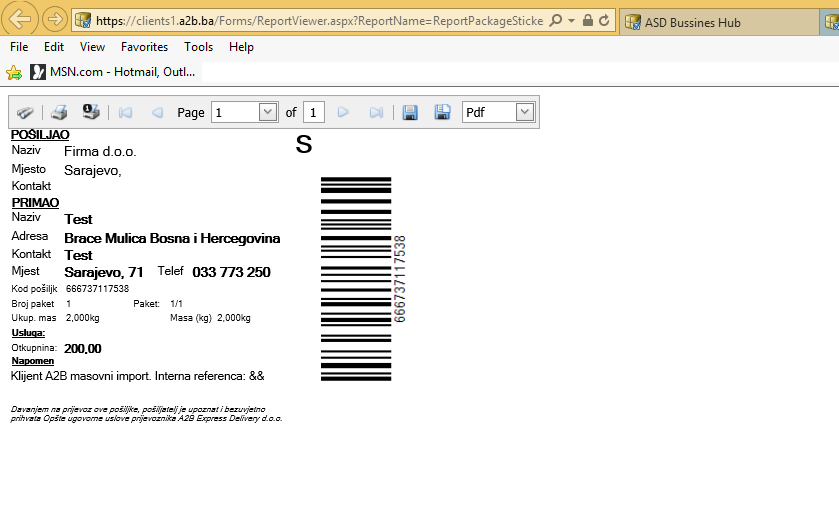 https://clients1.a2b.ba/Forms/ReportViewer.aspx?ReportName=ReportPackageSticke
ASD Bussines Hub
File Edit View Favorites Tools Help
MSN.com - Hotmail, Outl...
Page 1 of 1 Pdf
POŠILJAO
S
Naziv Firma d.o.o.
Mjesto Sarajevo,
Kontakt
PRIMAO
Naziv Test
Adresa Brace Mulica Bosna i Hercegovina
Kontakt Test
Mjest Sarajevo, 71 Telef 033 773 250
Kod pošiljk 666737117538
Broj paket 1 Paket: 1/1
Ukup. mas 2,000kg Masa (kg) 2,000kg
Usluga:
Otkupnina: 200,00
Napomen
Klijent A2B masovni import. Interna referenca: &&
Davanjem na prijevoz ove pošiljke, pošiljatelj je upoznat i bezuvjetno
prihvata Opšte ugovorne uslove prijevoznika A2B Express Delivery d.o.o.
666737117538